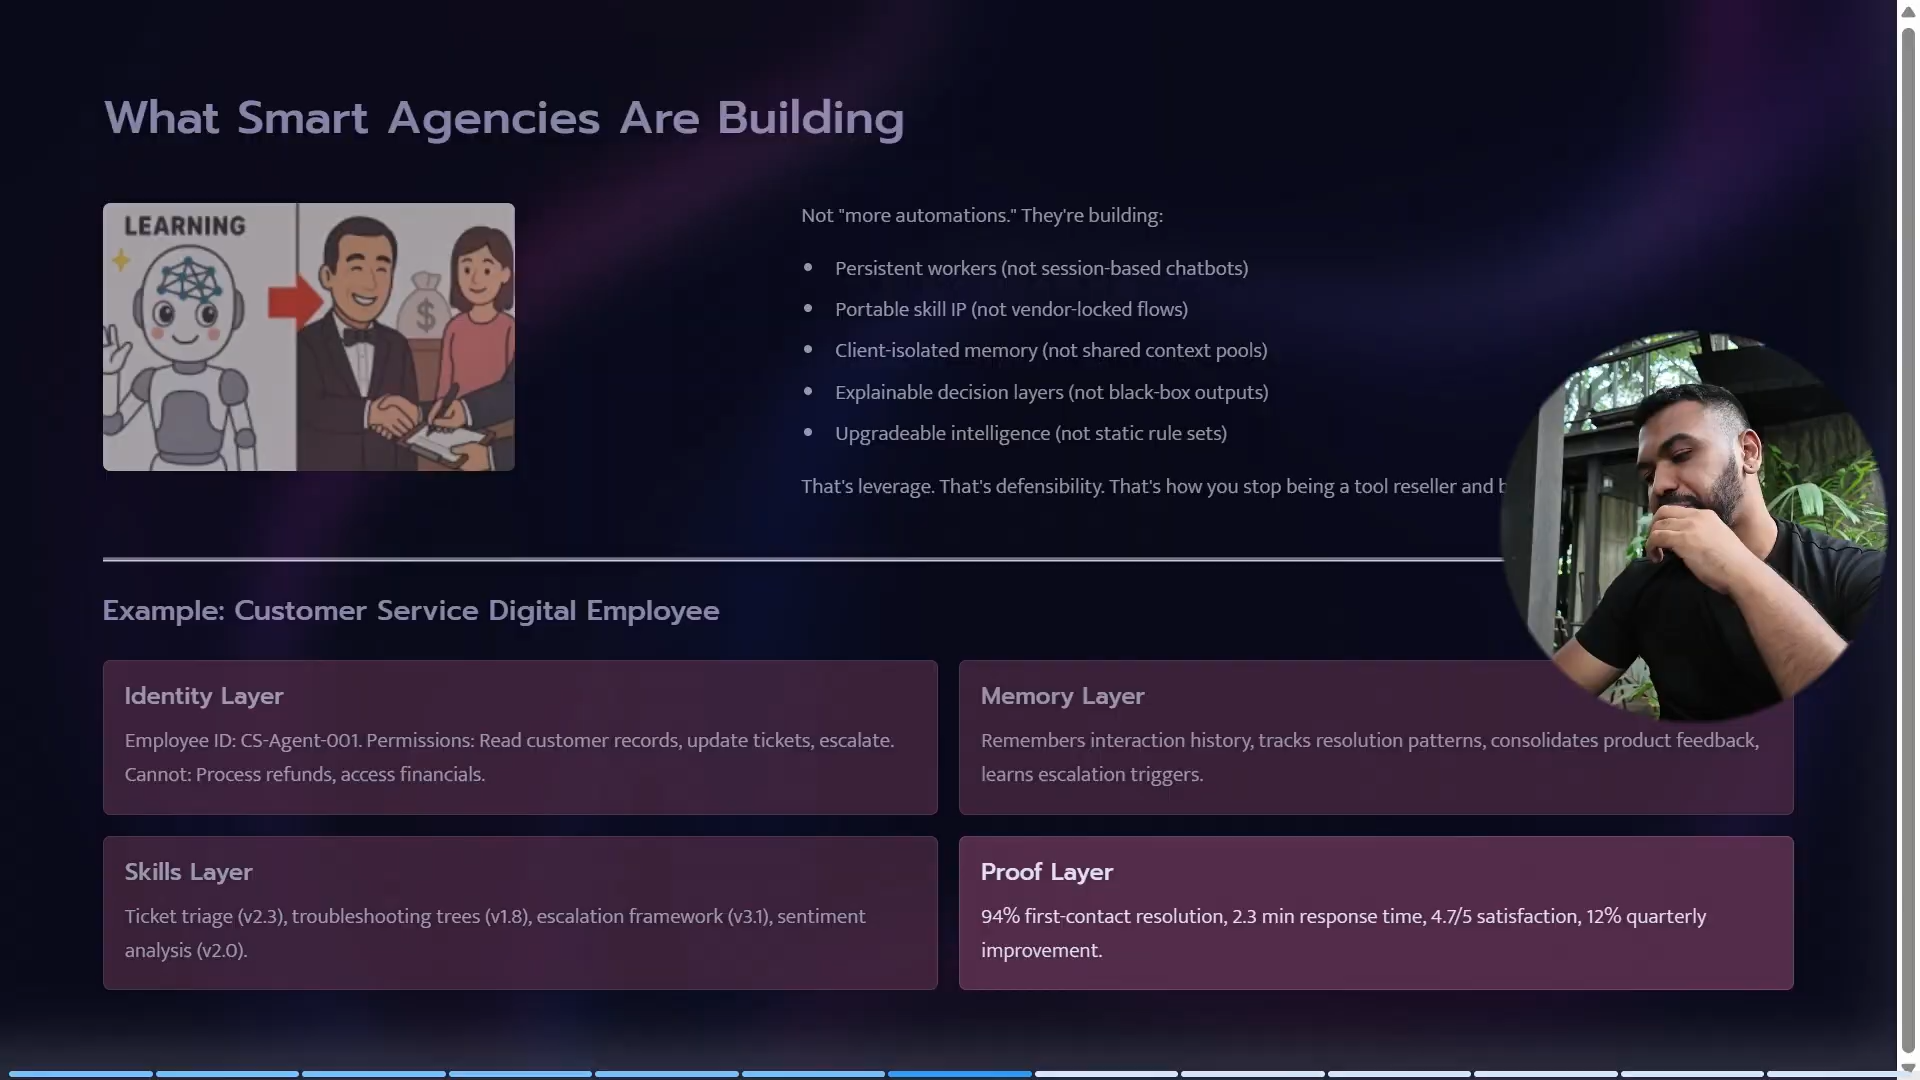 What Smart Agencies Are Building
LEARNING
$
Not "more automations." They're building:
Persistent workers (not session-based chatbots)
Portable skill IP (not vendor-locked flows)
Client-isolated memory (not shared context pools)
Explainable decision layers (not black-box outputs)
Upgradeable intelligence (not static rule sets)
That's leverage. That's defensibility. That's how you stop being a tool reseller and
Example: Customer Service Digital Employee
Identity Layer
Employee ID: CS-Agent-001. Permissions: Read customer records, update tickets, escalate.
Cannot: Process refunds, access financials.
Memory Layer
Remembers interaction history, tracks resolution patterns, consolidates product feedback,
learns escalation triggers.
Skills Layer
Ticket triage (v2.3), troubleshooting trees (v1.8), escalation framework (v3.1), sentiment
analysis (v2.0).
Proof Layer
94% first-contact resolution, 2.3 min response time, 4.7/5 satisfaction, 12% quarterly
improvement.